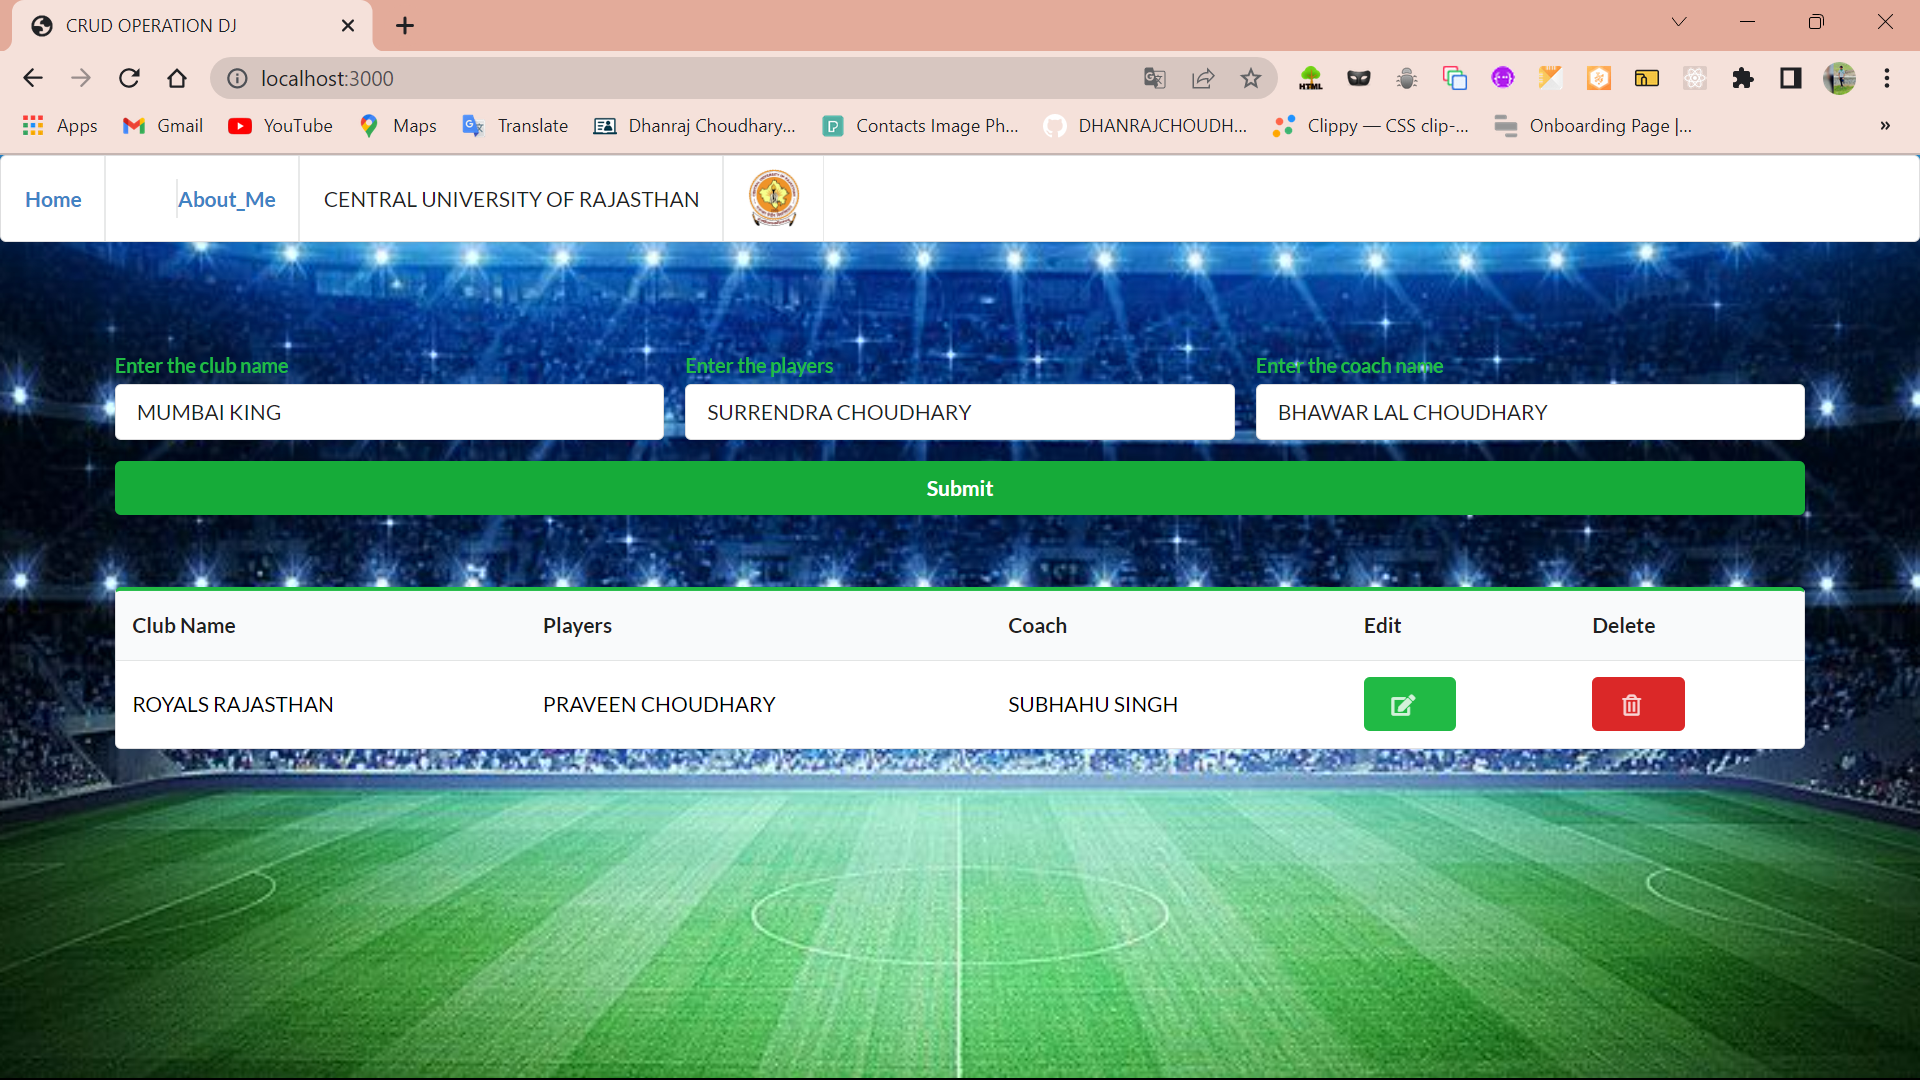 CRUD OPERATION DJ
localhost:3000
HTML
Apps Gmail YouTube Maps Translate Dhanraj Choudhary... Contacts Image Ph... DHANRAJCHOUDH... Clippy — CSS clip-... Onboarding Page |... »
Home About_Me CENTRAL UNIVERSITY OF RAJASTHAN
Enter the club name Enter the players Enter the coach name
MUMBAI KING SURRENDRA CHOUDHARY BHAWAR LAL CHOUDHARY
Submit
Club Name Players Coach Edit Delete
ROYALS RAJASTHAN PRAVEEN CHOUDHARY SUBHAHU SINGH